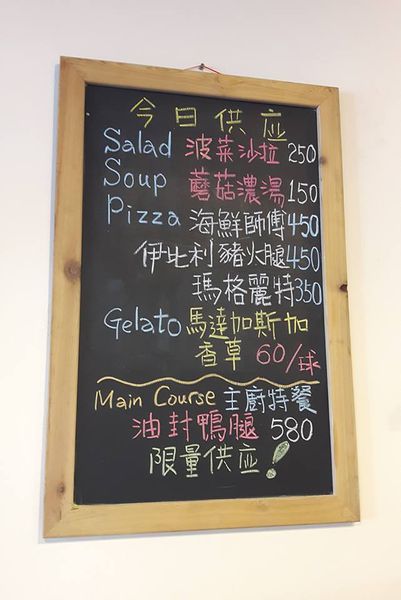 今日供应
Salad 波菜沙拉 250
Soup 蘑菇濃湯 150
Pizza 海鮮師傅 450
伊比利豬火腿 450
瑪格麗特 350
Gelato 馬達加斯加
香草 60/球
Main Course 主廚特餐
油封鴨腿 580
限量供应!